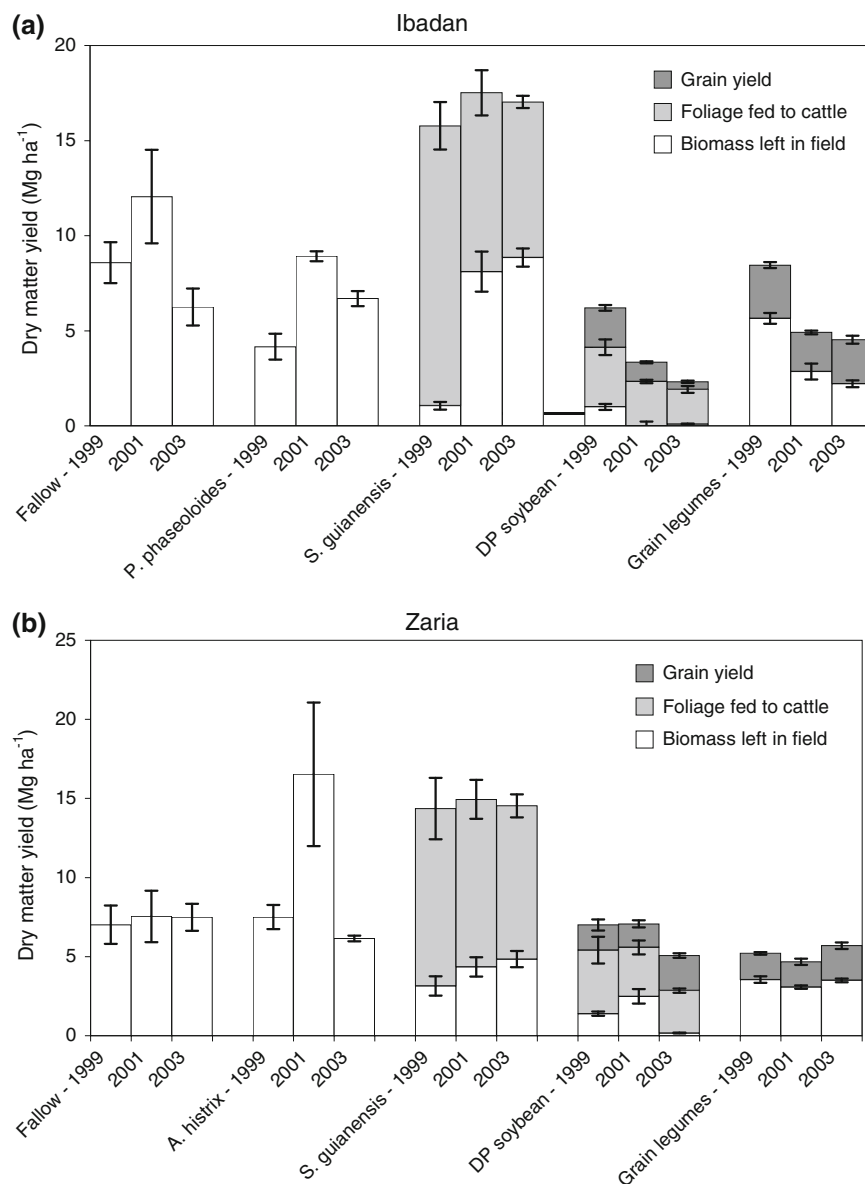 (a)
Ibadan
20
15
10
5
0
Dry matter yield (Mg ha⁻¹)
Grain yield
Foliage fed to cattle
Biomass left in field
Fallow - 1999
2001
2003
P. phaseoloides - 1999
2001
2003
S. guianensis - 1999
2001
2003
DP soybean - 1999
2001
2003
Grain legumes - 1999
2001
2003
(b)
Zaria
25
20
15
10
5
0
Dry matter yield (Mg ha⁻¹)
Grain yield
Foliage fed to cattle
Biomass left in field
Fallow - 1999
2001
2003
A. histrix - 1999
2001
2003
S. guianensis - 1999
2001
2003
DP soybean - 1999
2001
2003
Grain legumes - 1999
2001
2003